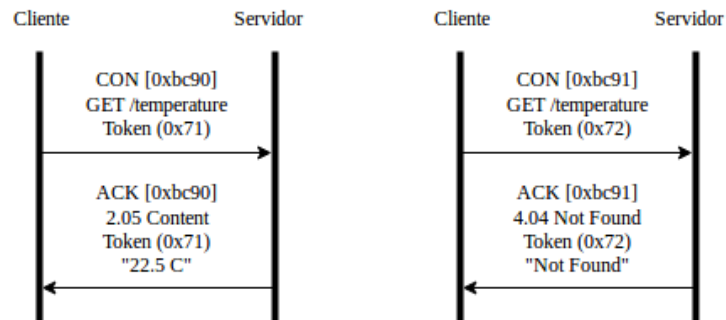 Cliente
Servidor
CON [0xbc90]
GET /temperature
Token (0x71)
ACK [0xbc90]
2.05 Content
Token (0x71)
"22.5 C"
Cliente
Servidor
CON [0xbc91]
GET /temperature
Token (0x72)
ACK [0xbc91]
4.04 Not Found
Token (0x72)
"Not Found"